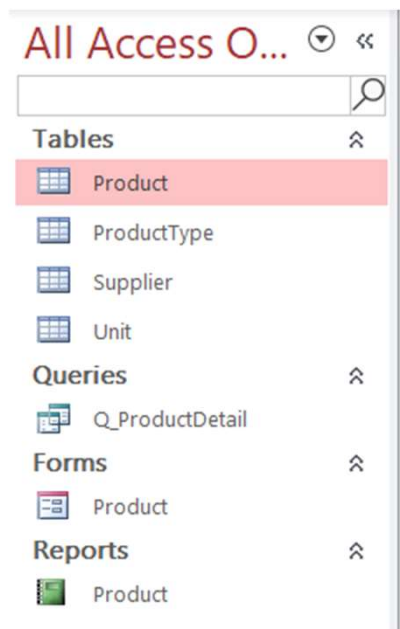 All Access O...
Tables
Product
ProductType
Supplier
Unit
Queries
Q_ProductDetail
Forms
Product
Reports
Product